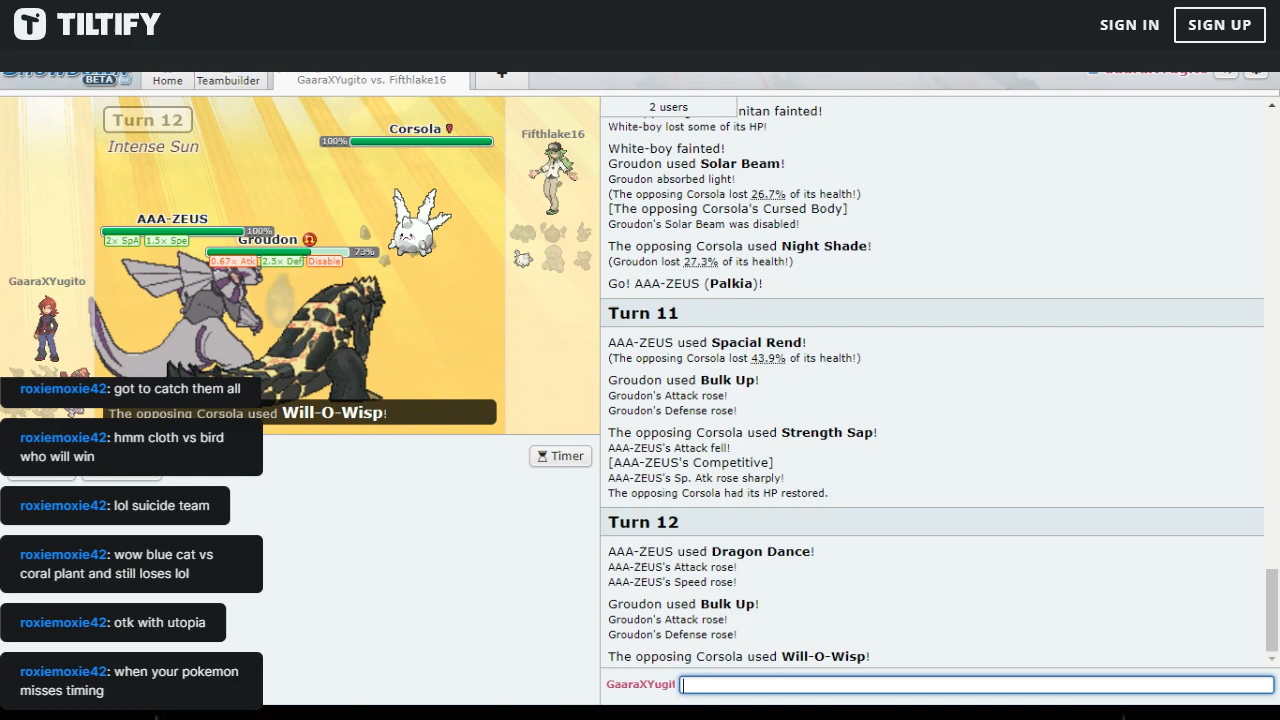 TILTIFY
SIGN IN
SIGN UP
BETA
Home
Teambuilder
GaaraXYugito vs. Fifthlake16
+
Turn 12
Intense Sun
Corsola
100%
AAA-ZEUS
100%
2× SpA 1.5× Spe
Groudon
73%
0.67× Atk 2.5× Def Disable
Fifthlake16
GaaraXYugito
The opposing Corsola used Will-O-Wisp!
Timer
roxiemoxie42: got to catch them all
roxiemoxie42: hmm cloth vs bird
who will win
roxiemoxie42: lol suicide team
roxiemoxie42: wow blue cat vs
coral plant and still loses lol
roxiemoxie42: otk with utopia
roxiemoxie42: when your pokemon
misses timing
2 users
nitan fainted!
White-boy lost some of its HP!
White-boy fainted!
Groudon used Solar Beam!
Groudon absorbed light!
(The opposing Corsola lost 26.7% of its health!)
[The opposing Corsola's Cursed Body]
Groudon's Solar Beam was disabled!
The opposing Corsola used Night Shade!
(Groudon lost 27.3% of its health!)
Go! AAA-ZEUS (Palkia)!
Turn 11
AAA-ZEUS used Spacial Rend!
(The opposing Corsola lost 43.9% of its health!)
Groudon used Bulk Up!
Groudon's Attack rose!
Groudon's Defense rose!
The opposing Corsola used Strength Sap!
AAA-ZEUS's Attack fell!
[AAA-ZEUS's Competitive]
AAA-ZEUS's Sp. Atk rose sharply!
The opposing Corsola had its HP restored.
Turn 12
AAA-ZEUS used Dragon Dance!
AAA-ZEUS's Attack rose!
AAA-ZEUS's Speed rose!
Groudon used Bulk Up!
Groudon's Attack rose!
Groudon's Defense rose!
The opposing Corsola used Will-O-Wisp!
GaaraXYugit